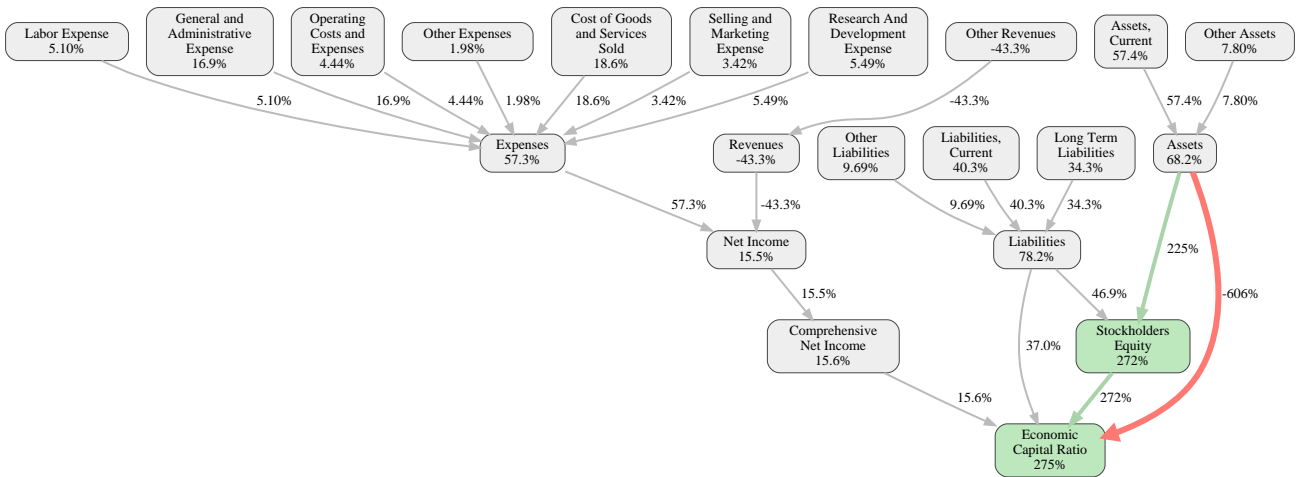 Labor Expense
5.10%
General and
Administrative
Expense
16.9%
Operating
Costs and
Expenses
4.44%
Other Expenses
1.98%
Cost of Goods
and Services
Sold
18.6%
Selling and
Marketing
Expense
3.42%
Research And
Development
Expense
5.49%
Other Revenues
-43.3%
Assets,
Current
57.4%
Other Assets
7.80%
5.10%
16.9%
4.44%
1.98%
18.6%
3.42%
5.49%
-43.3%
57.4%
7.80%
Expenses
57.3%
Revenues
-43.3%
Other
Liabilities
9.69%
Liabilities,
Current
40.3%
Long Term
Liabilities
34.3%
Assets
68.2%
57.3%
-43.3%
9.69%
40.3%
34.3%
Net Income
15.5%
Liabilities
78.2%
225%
15.5%
46.9%
-606%
Comprehensive
Net Income
15.6%
37.0%
Stockholders
Equity
272%
15.6%
272%
Economic
Capital Ratio
275%